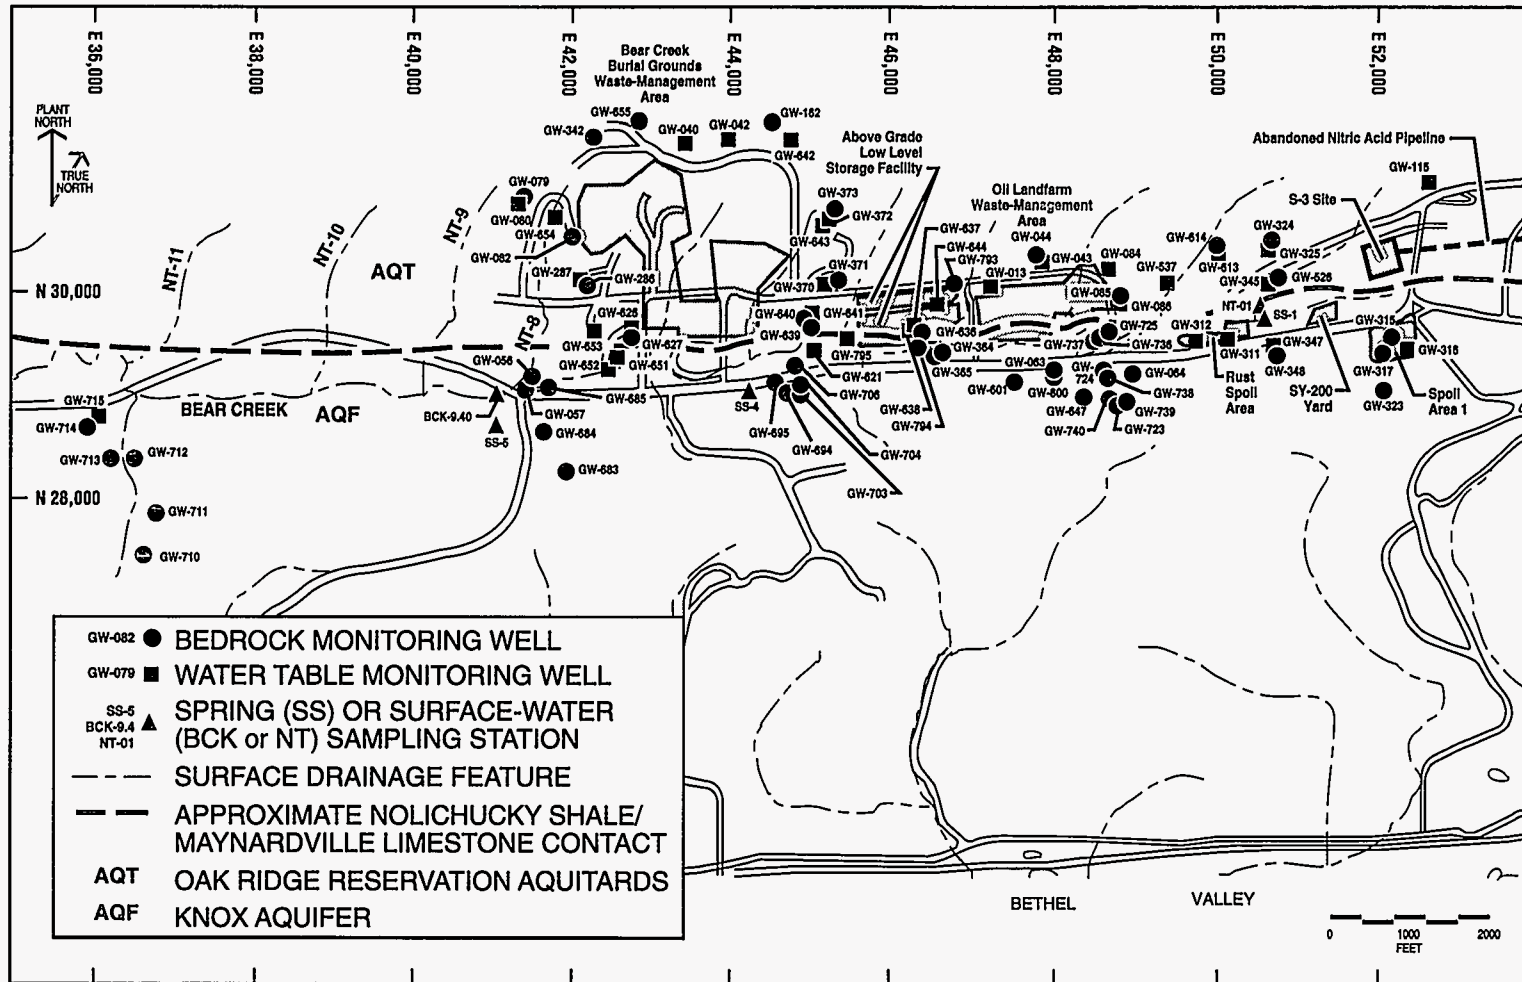 E 36,000
E 38,000
E 40,000
E 42,000
E 44,000
E 46,000
E 48,000
E 50,000
E 52,000
Bear Creek
Burial Grounds
Waste-Management
Area
PLANT
NORTH
TRUE
NORTH
GW-655
GW-342
GW-040
GW-042
GW-162
GW-642
Above Grade
Low Level
Storage Facility
Abandoned Nitric Acid Pipeline
GW-115
S-3 Site
Oil Landfarm
Waste-Management
Area
GW-079
GW-080
GW-654
GW-082
GW-373
GW-372
GW-643
GW-371
GW-370
GW-637
GW-644
GW-793
GW-044
GW-043
GW-013
GW-084
GW-537
GW-085
GW-086
GW-614
GW-613
GW-324
GW-325
GW-345
GW-526
NT-01
SS-1
NT-11
NT-10
NT-9
NT-8
AQT
N 30,000
GW-287
GW-286
GW-626
GW-653
GW-627
GW-652
GW-651
GW-640
GW-639
GW-641
GW-795
GW-621
GW-706
GW-636
GW-364
GW-365
GW-638
GW-794
GW-063
GW-601
GW-600
GW-725
GW-737
GW-736
GW-724
GW-064
GW-738
GW-647
GW-739
GW-740
GW-723
GW-312
GW-311
GW-347
GW-348
Rust
Spoil
Area
SY-200
Yard
GW-315
GW-316
GW-317
GW-323
Spoil
Area 1
GW-056
GW-057
GW-685
GW-684
GW-683
BCK-9.40
SS-5
SS-4
GW-695
GW-694
GW-704
GW-703
BEAR CREEK
AQF
GW-715
GW-714
GW-713
GW-712
GW-711
GW-710
N 28,000
GW-082 BEDROCK MONITORING WELL
GW-079 WATER TABLE MONITORING WELL
SS-5
BCK-9.4
NT-01
SPRING (SS) OR SURFACE-WATER
(BCK or NT) SAMPLING STATION
SURFACE DRAINAGE FEATURE
APPROXIMATE NOLICHUCKY SHALE/
MAYNARDVILLE LIMESTONE CONTACT
AQT OAK RIDGE RESERVATION AQUITARDS
AQF KNOX AQUIFER
BETHEL VALLEY
0 1000 2000
FEET